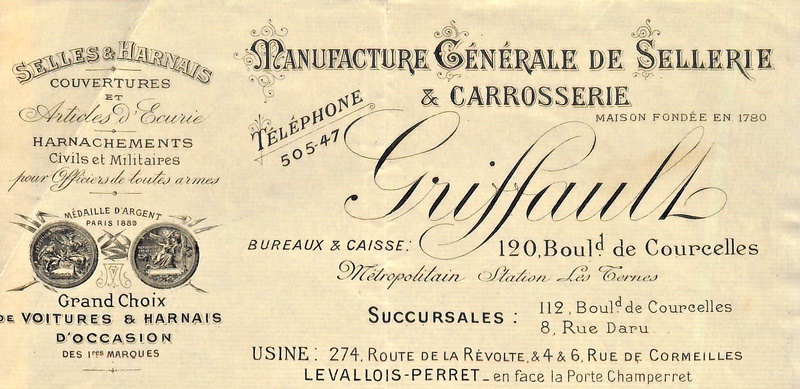 SELLES & HARNAIS
COUVERTURES
ET
Articles d'Ecurie
HARNACHEMENTS
Civils et Militaires
pour Officiers de toutes armes
MÉDAILLE D'ARGENT
PARIS 1889
Grand Choix
DE VOITURES & HARNAIS
D'OCCASION
DES 1res MARQUES
MANUFACTURE GÉNÉRALE DE SELLERIE
& CARROSSERIE
MAISON FONDÉE EN 1780
TÉLÉPHONE
505-47
Griffault
BUREAUX & CAISSE: 120, Boul.d de Courcelles
Métropolitain Station Les Ternes
SUCCURSALES : 112, Boul.d de Courcelles
8, Rue Daru
USINE: 274, ROUTE DE LA RÉVOLTE, & 4 & 6, RUE DE CORMEILLES
LEVALLOIS-PERRET _ en face la Porte Champerret